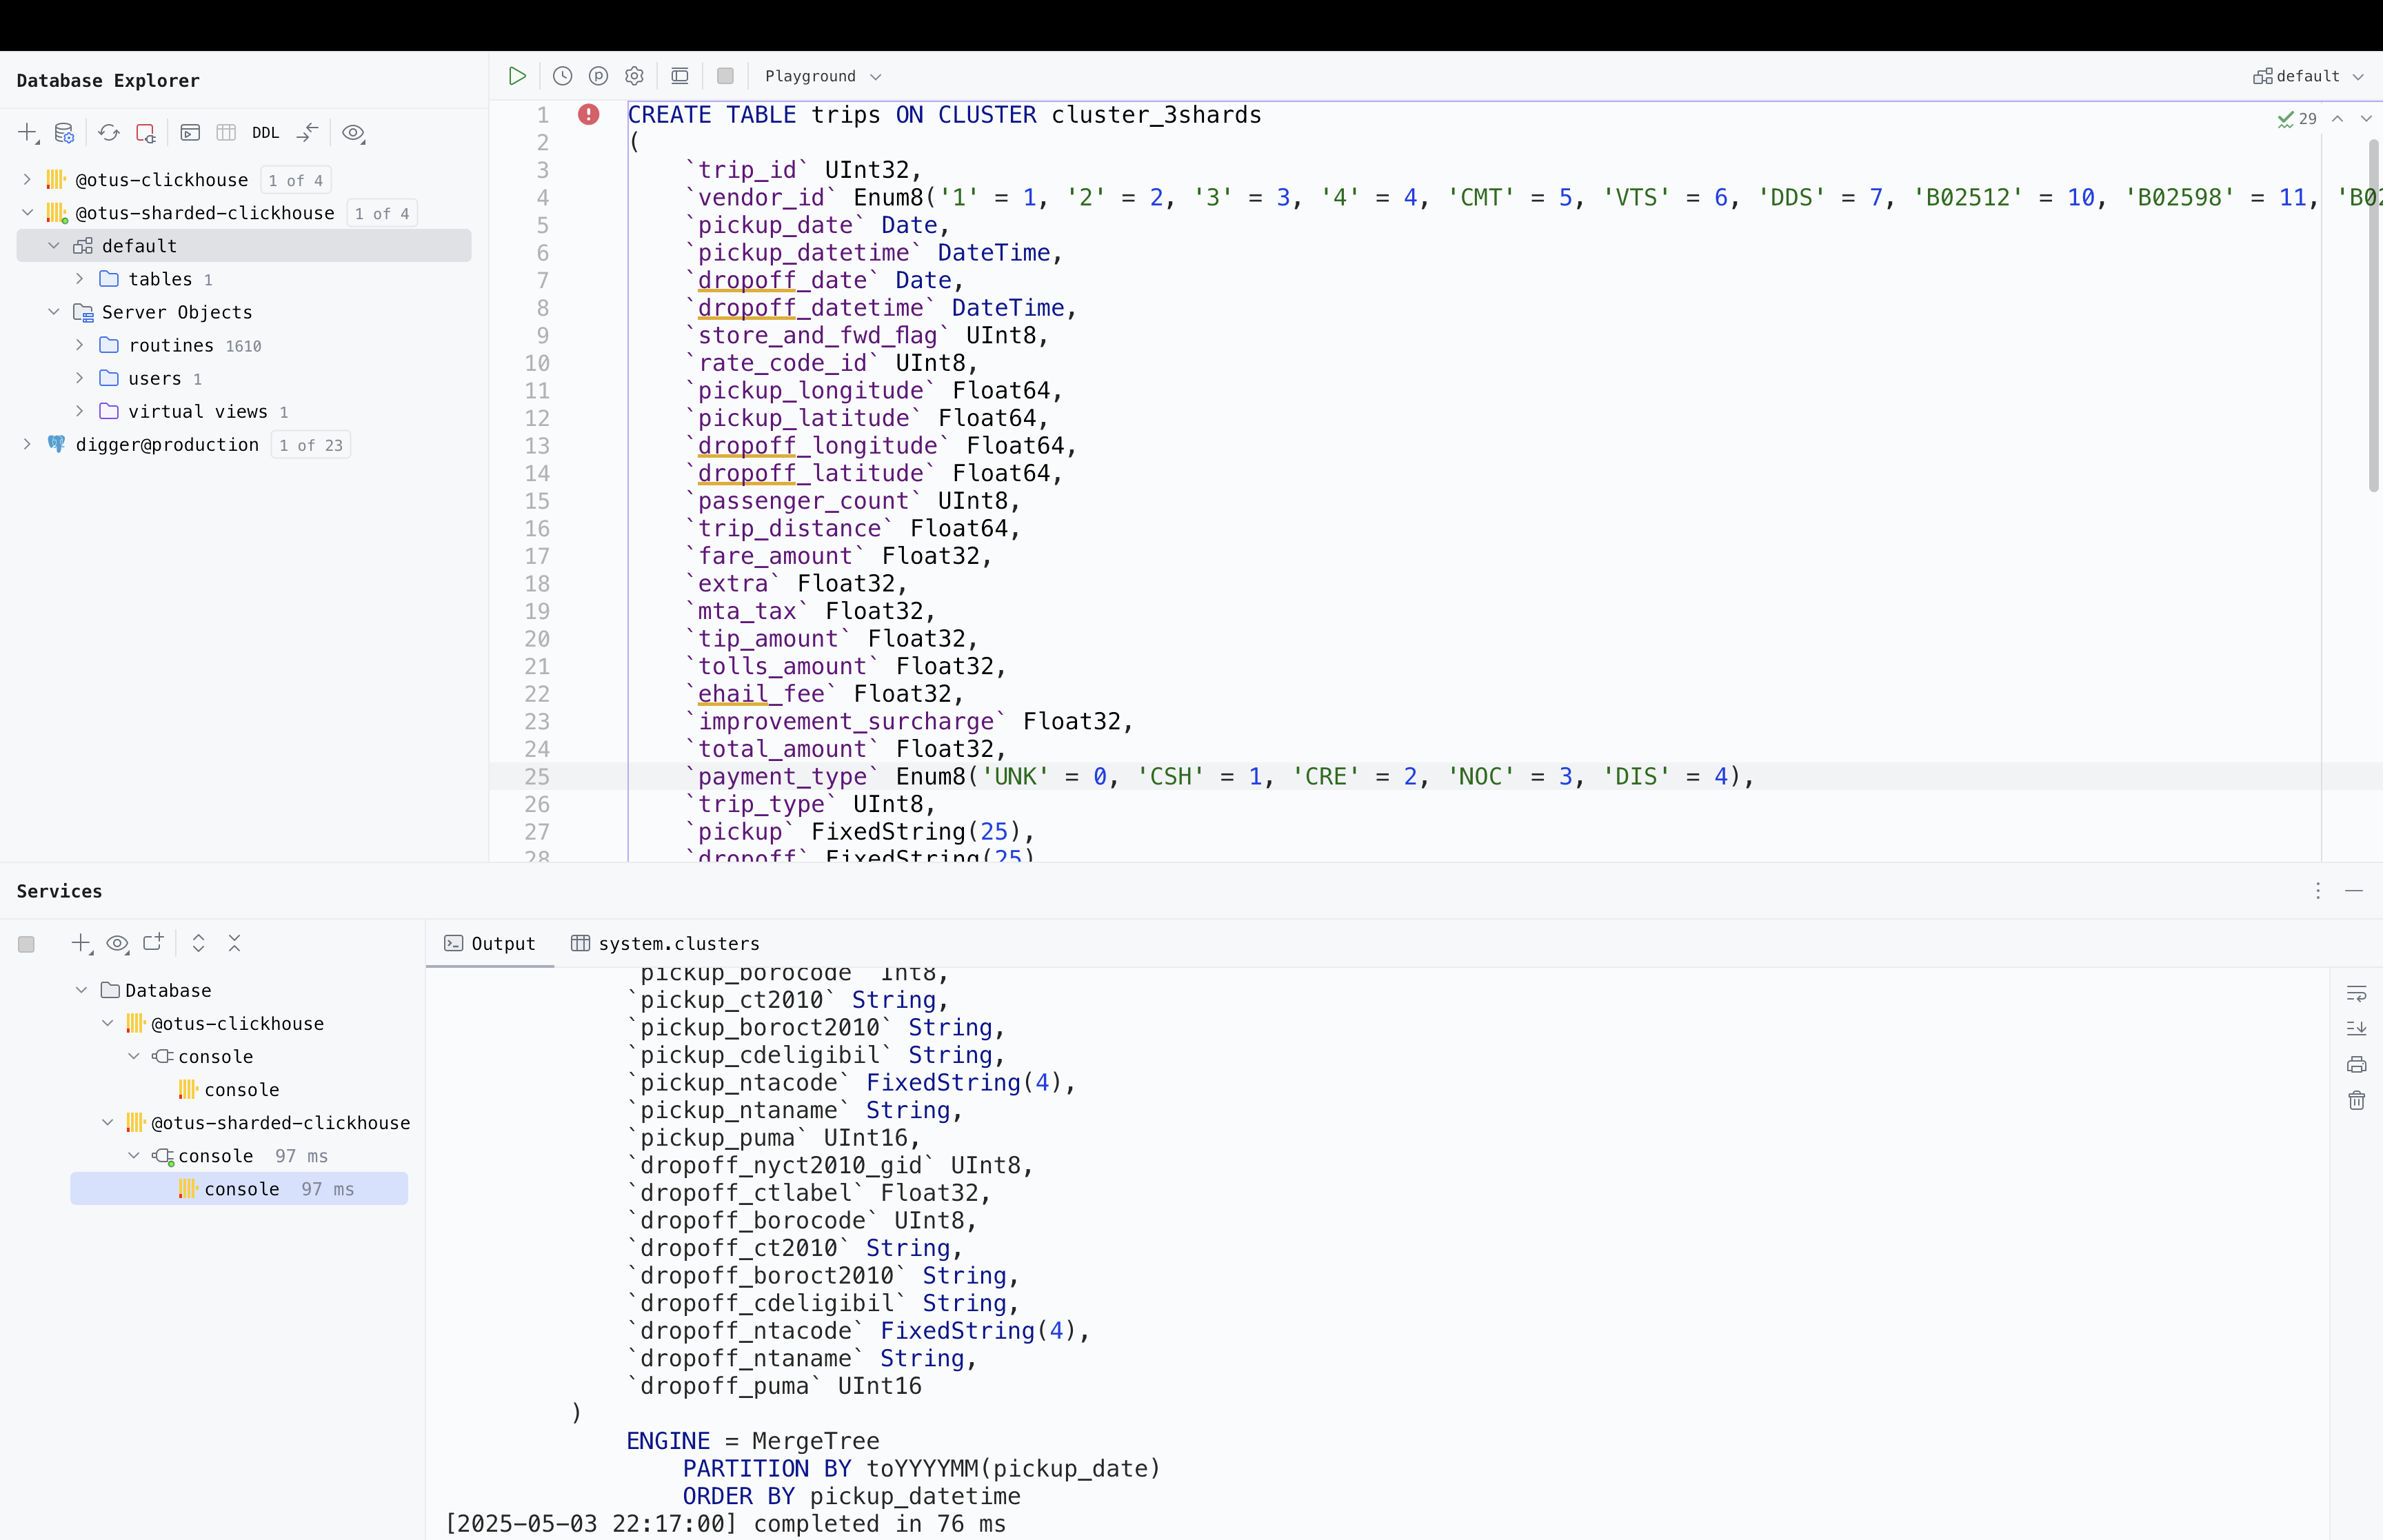 Database Explorer
DDL
@otus-clickhouse 1 of 4
@otus-sharded-clickhouse 1 of 4
default
tables 1
Server Objects
routines 1610
users 1
virtual views 1
digger@production 1 of 23
Playground
default
29
1 CREATE TABLE trips ON CLUSTER cluster_3shards
2 (
3 `trip_id` UInt32,
4 `vendor_id` Enum8('1' = 1, '2' = 2, '3' = 3, '4' = 4, 'CMT' = 5, 'VTS' = 6, 'DDS' = 7, 'B02512' = 10, 'B02598' = 11, 'B02
5 `pickup_date` Date,
6 `pickup_datetime` DateTime,
7 `dropoff_date` Date,
8 `dropoff_datetime` DateTime,
9 `store_and_fwd_flag` UInt8,
10 `rate_code_id` UInt8,
11 `pickup_longitude` Float64,
12 `pickup_latitude` Float64,
13 `dropoff_longitude` Float64,
14 `dropoff_latitude` Float64,
15 `passenger_count` UInt8,
16 `trip_distance` Float64,
17 `fare_amount` Float32,
18 `extra` Float32,
19 `mta_tax` Float32,
20 `tip_amount` Float32,
21 `tolls_amount` Float32,
22 `ehail_fee` Float32,
23 `improvement_surcharge` Float32,
24 `total_amount` Float32,
25 `payment_type` Enum8('UNK' = 0, 'CSH' = 1, 'CRE' = 2, 'NOC' = 3, 'DIS' = 4),
26 `trip_type` UInt8,
27 `pickup` FixedString(25),
28 `dropoff` FixedString(25)
Services
Database
@otus-clickhouse
console
console
@otus-sharded-clickhouse
console 97 ms
console 97 ms
Output
system.clusters
`pickup_borocode` Int8,
`pickup_ct2010` String,
`pickup_boroct2010` String,
`pickup_cdeligibil` String,
`pickup_ntacode` FixedString(4),
`pickup_ntaname` String,
`pickup_puma` UInt16,
`dropoff_nyct2010_gid` UInt8,
`dropoff_ctlabel` Float32,
`dropoff_borocode` UInt8,
`dropoff_ct2010` String,
`dropoff_boroct2010` String,
`dropoff_cdeligibil` String,
`dropoff_ntacode` FixedString(4),
`dropoff_ntaname` String,
`dropoff_puma` UInt16
)
ENGINE = MergeTree
PARTITION BY toYYYYMM(pickup_date)
ORDER BY pickup_datetime
[2025-05-03 22:17:00] completed in 76 ms